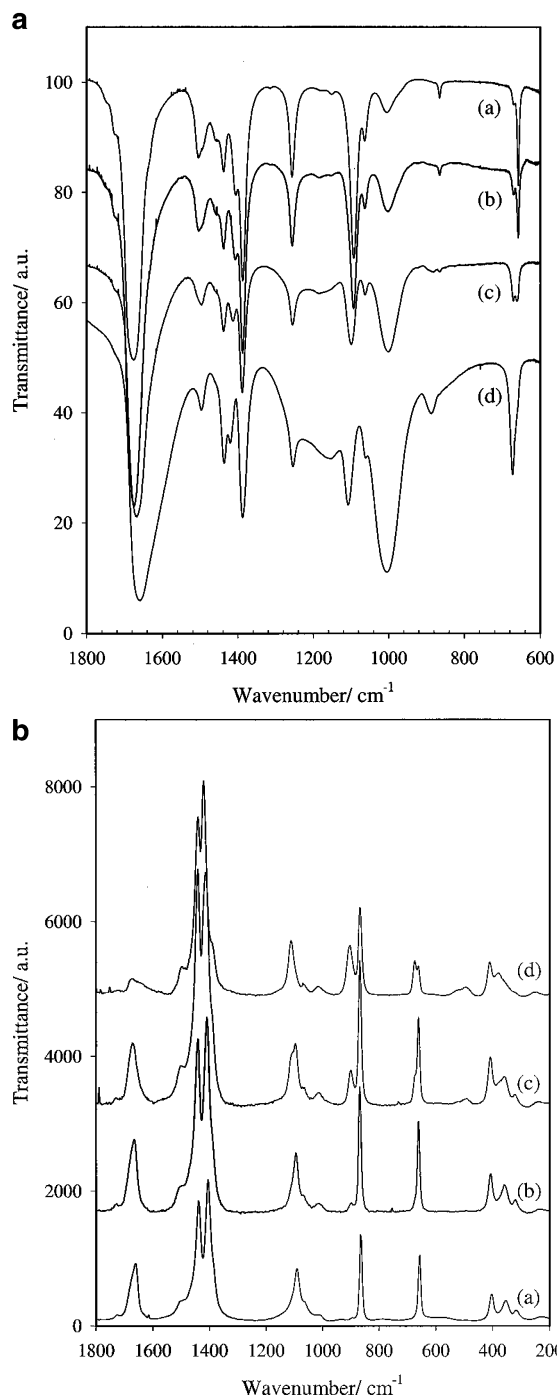 a
100
80
60
40
20
0
Transmittance/ a.u.
(a)
(b)
(c)
(d)
1800 1600 1400 1200 1000 800 600
Wavenumber/ cm-1
b
8000
6000
4000
2000
0
Transmittance/ a.u.
(d)
(c)
(b)
(a)
1800 1600 1400 1200 1000 800 600 400 200
Wavenumber/ cm-1